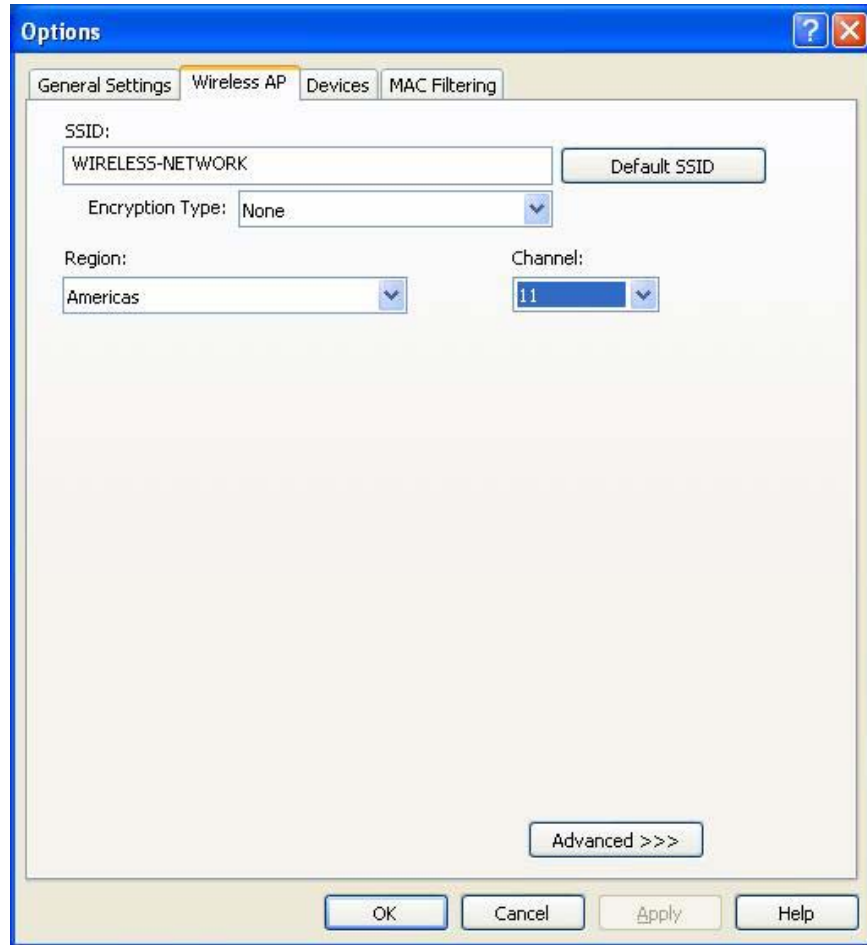 Options
General Settings Wireless AP Devices MAC Filtering
SSID:
WIRELESS-NETWORK Default SSID
Encryption Type: None
Region: Channel:
Americas 11
Advanced >>>
OK Cancel Apply Help